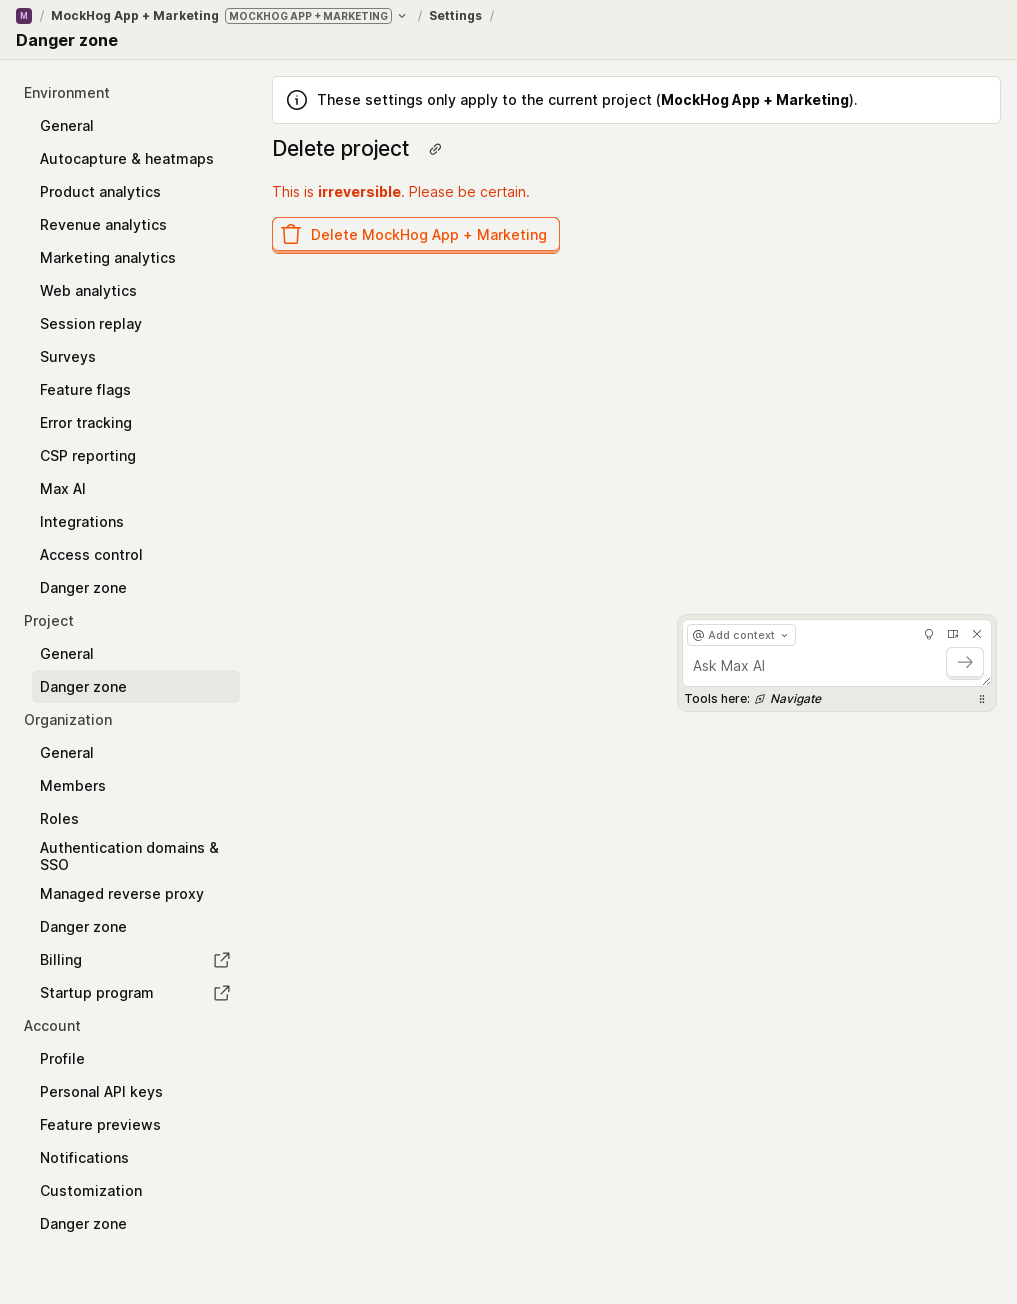 M / MockHog App + Marketing MOCKHOG APP + MARKETING / Settings /
Danger zone
Environment
General
Autocapture & heatmaps
Product analytics
Revenue analytics
Marketing analytics
Web analytics
Session replay
Surveys
Feature flags
Error tracking
CSP reporting
Max AI
Integrations
Access control
Danger zone
Project
General
Danger zone
Organization
General
Members
Roles
Authentication domains &
SSO
Managed reverse proxy
Danger zone
Billing
Startup program
Account
Profile
Personal API keys
Feature previews
Notifications
Customization
Danger zone
These settings only apply to the current project (MockHog App + Marketing).
Delete project
This is irreversible. Please be certain.
Delete MockHog App + Marketing
@ Add context
Ask Max AI
Tools here: Navigate